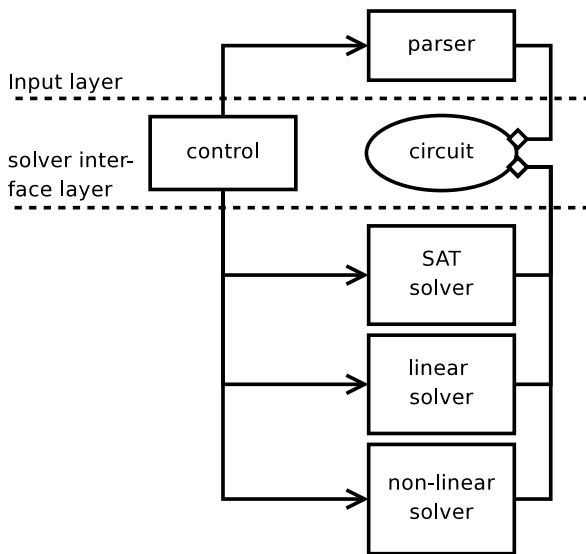 parser
Input layer
control
circuit
solver inter-
face layer
SAT
solver
linear
solver
non-linear
solver